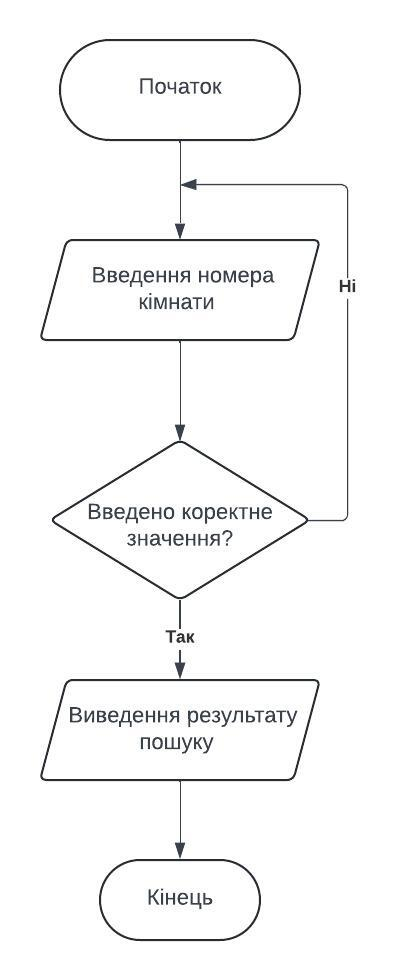 Початок
Введення номера
кімнати
Ні
Введено коректне
значення?
Так
Виведення результату
пошуку
Кінець